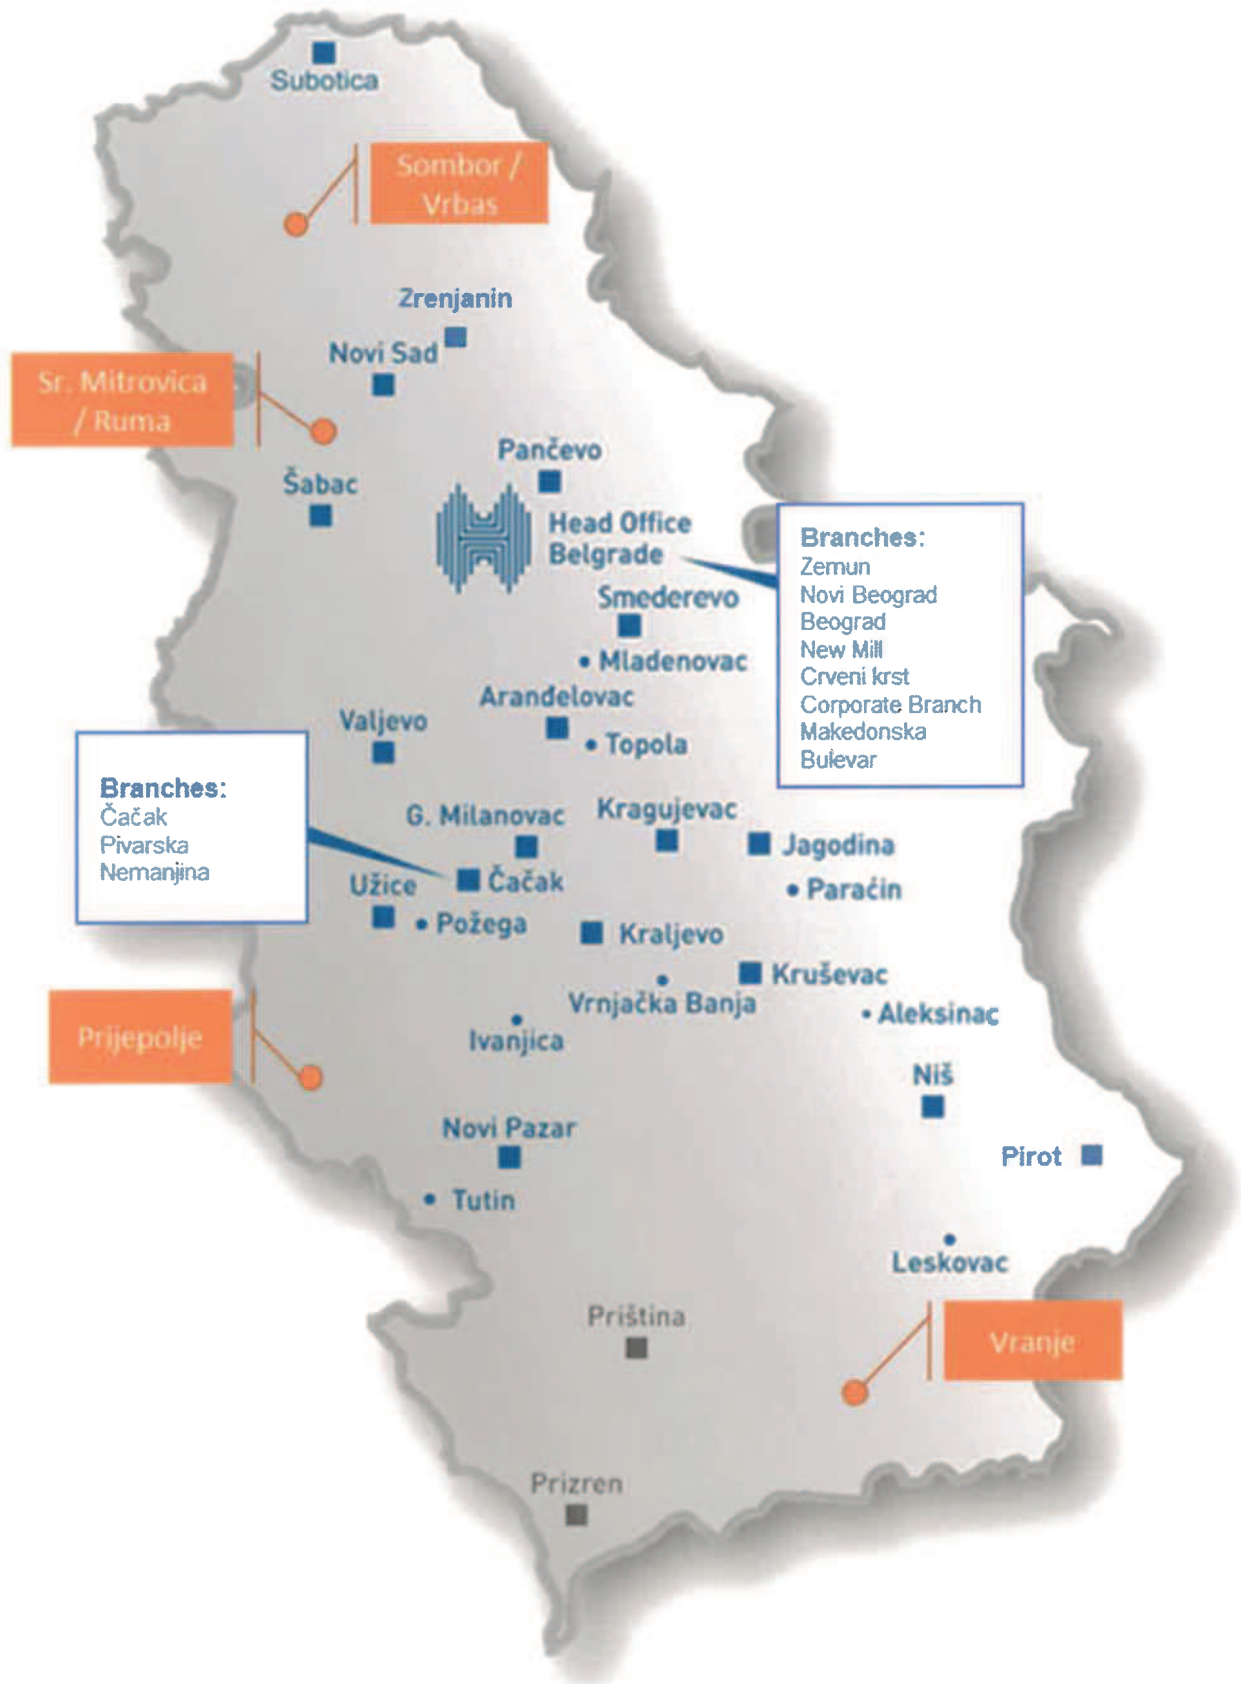 Subotica
Sombor /
Vrbas
Zrenjanin
Novi Sad
Sr. Mitrovica
/ Ruma
Pančevo
Šabac
Head Office
Belgrade
Branches:
Zemun
Novi Beograd
Beograd
New Mill
Crveni krst
Corporate Branch
Makedonska
Bulevar
Smederevo
Mladenovac
Aranđelovac
Valjevo
Topola
Branches:
Čačak
Pivarska
Nemanjina
G. Milanovac
Kragujevac
Jagodina
Užice
Čačak
Paraćin
Požega
Kraljevo
Kruševac
Vrnjačka Banja
Aleksinac
Ivanjica
Prijepolje
Niš
Novi Pazar
Pirot
Tutin
Leskovac
Priština
Vranje
Prizren